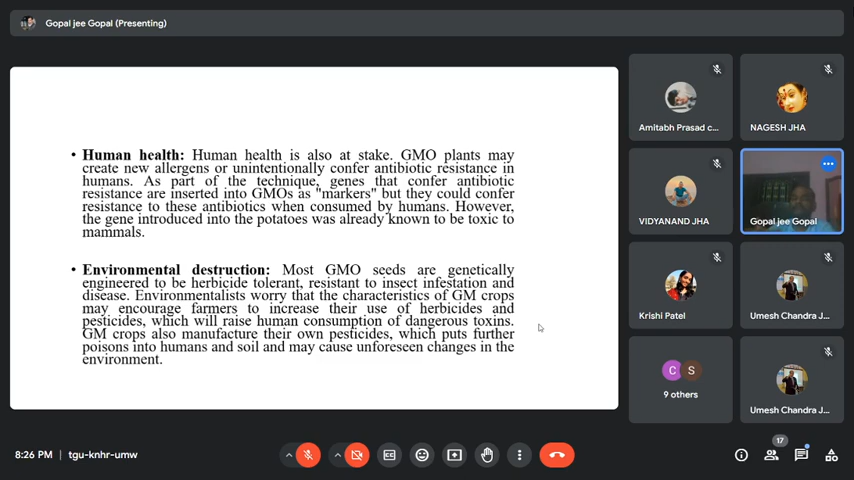 Gopal jee Gopal (Presenting)
• Human health: Human health is also at stake. GMO plants may
create new allergens or unintentionally confer antibiotic resistance in
humans. As part of the technique, genes that confer antibiotic
resistance are inserted into GMOs as "markers" but they could confer
resistance to these antibiotics when consumed by humans. However,
the gene introduced into the potatoes was already known to be toxic to
mammals.
• Environmental destruction: Most GMO seeds are genetically
engineered to be herbicide tolerant, resistant to insect infestation and
disease. Environmentalists worry that the characteristics of GM crops
may encourage farmers to increase their use of herbicides and
pesticides, which will raise human consumption of dangerous toxins.
GM crops also manufacture their own pesticides, which puts further
poisons into humans and soil and may cause unforeseen changes in the
environment.
Amitabh Prasad c...
NAGESH JHA
VIDYANAND JHA
Gopal jee Gopal
Krishi Patel
Umesh Chandra J...
C S
9 others
Umesh Chandra J...
8:26 PM | tgu-knhr-umw
17